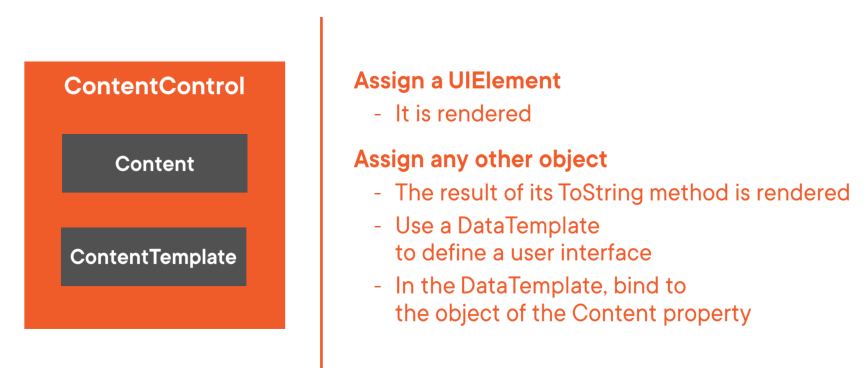 ContentControl
Content
ContentTemplate
Assign a UIElement
- It is rendered
Assign any other object
- The result of its ToString method is rendered
- Use a DataTemplate
to define a user interface
- In the DataTemplate, bind to
the object of the Content property